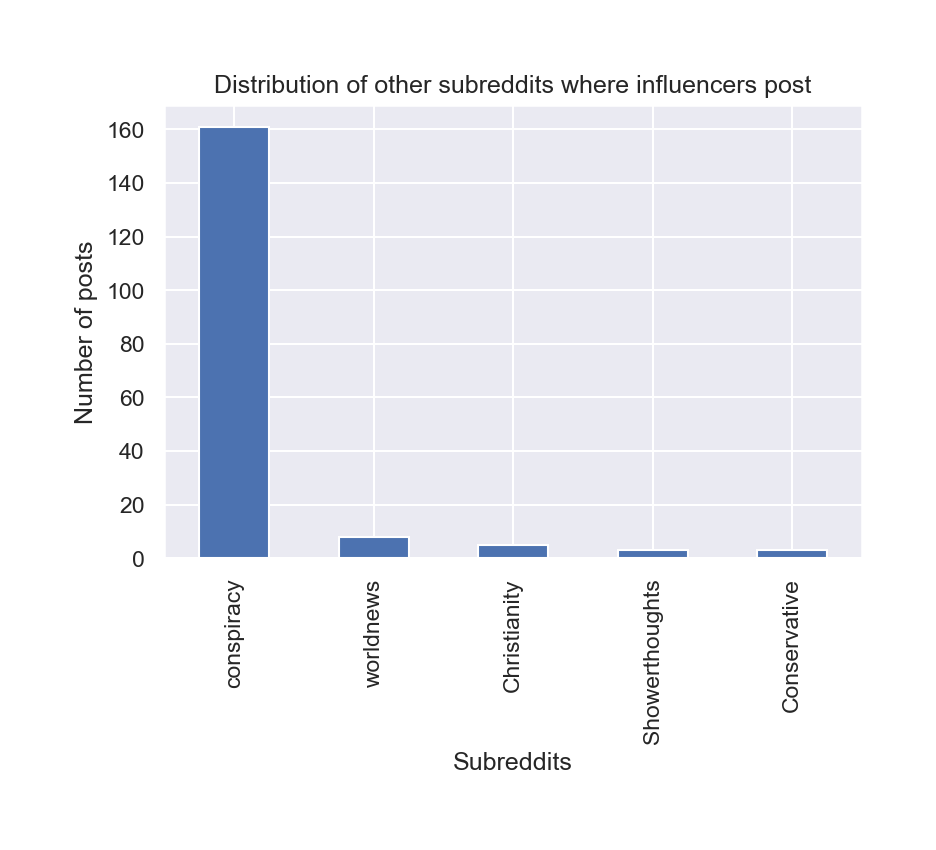 Distribution of other subreddits where influencers post
Number of posts
160
140
120
100
80
60
40
20
0
conspiracy
worldnews
Christianity
Showerthoughts
Conservative
Subreddits